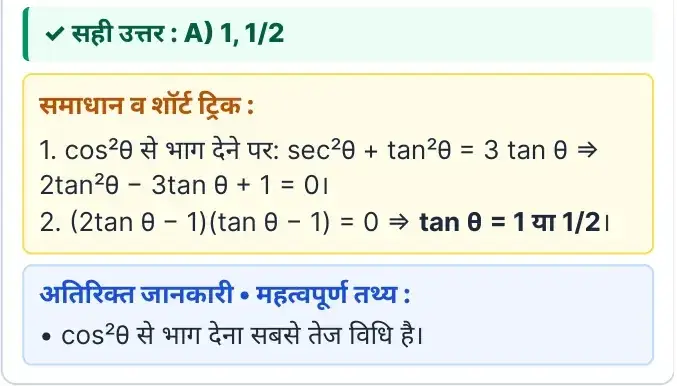 ✓ सही उत्तर : A) 1, 1/2
समाधान व शॉर्ट ट्रिक :
1. cos²θ से भाग देने पर: sec²θ + tan²θ = 3 tan θ ⇒
2tan²θ − 3tan θ + 1 = 0।
2. (2tan θ − 1)(tan θ − 1) = 0 ⇒ tan θ = 1 या 1/2।
अतिरिक्त जानकारी • महत्वपूर्ण तथ्य :
• cos²θ से भाग देना सबसे तेज विधि है।